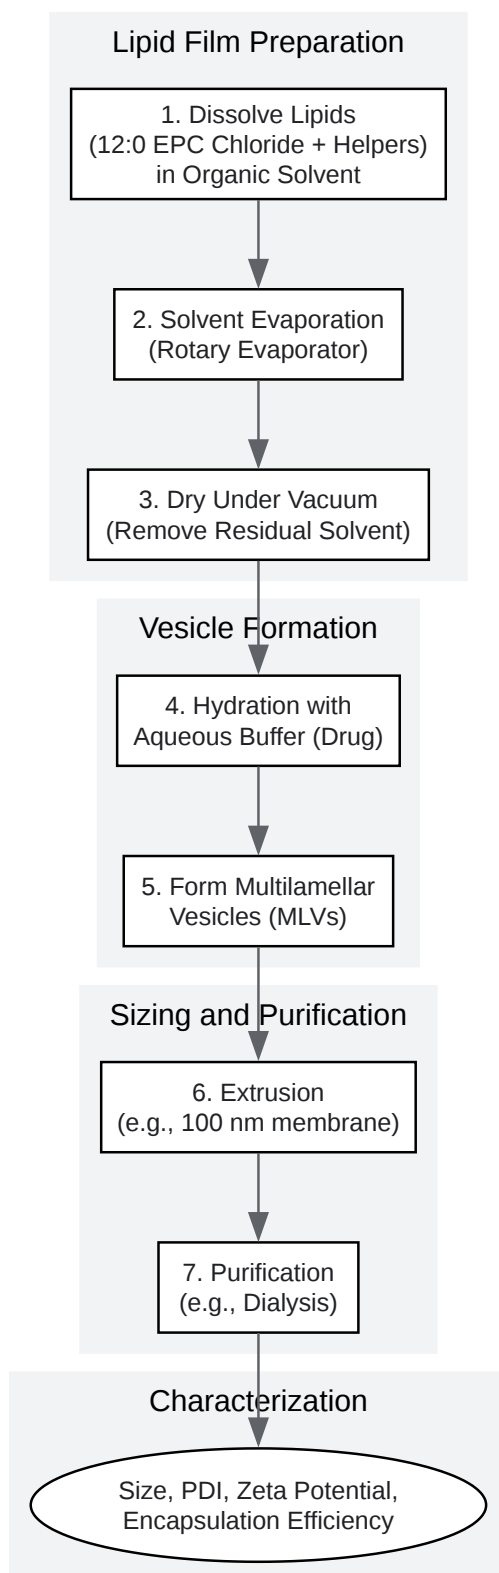 Lipid Film Preparation
1. Dissolve Lipids
(12:0 EPC Chloride + Helpers)
in Organic Solvent
2. Solvent Evaporation
(Rotary Evaporator)
3. Dry Under Vacuum
(Remove Residual Solvent)
Vesicle Formation
4. Hydration with
Aqueous Buffer (Drug)
5. Form Multilamellar
Vesicles (MLVs)
Sizing and Purification
6. Extrusion
(e.g., 100 nm membrane)
7. Purification
(e.g., Dialysis)
Characterization
Size, PDI, Zeta Potential,
Encapsulation Efficiency